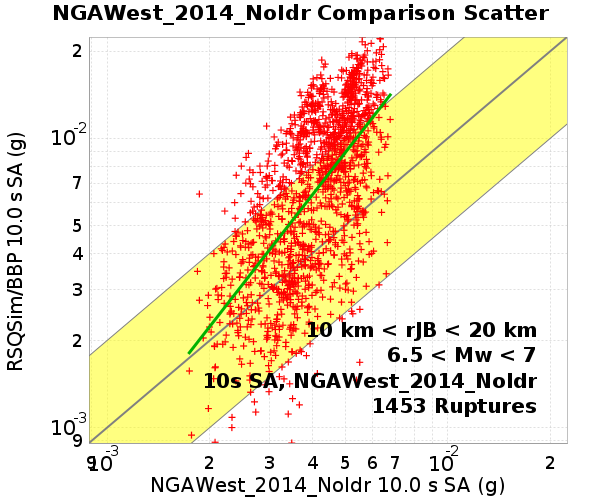 NGAWest_2014_NoIdr Comparison Scatter
RSQSim/BBP 10.0 s SA (g)
2
10-2
7
5
4
3
2
10-3
9
10 km < rJB < 20 km
6.5 < Mw < 7
10s SA, NGAWest_2014_NoIdr
1453 Ruptures
9 10-3 2 3 4 5 6 7 10-2 2
NGAWest_2014_NoIdr 10.0 s SA (g)